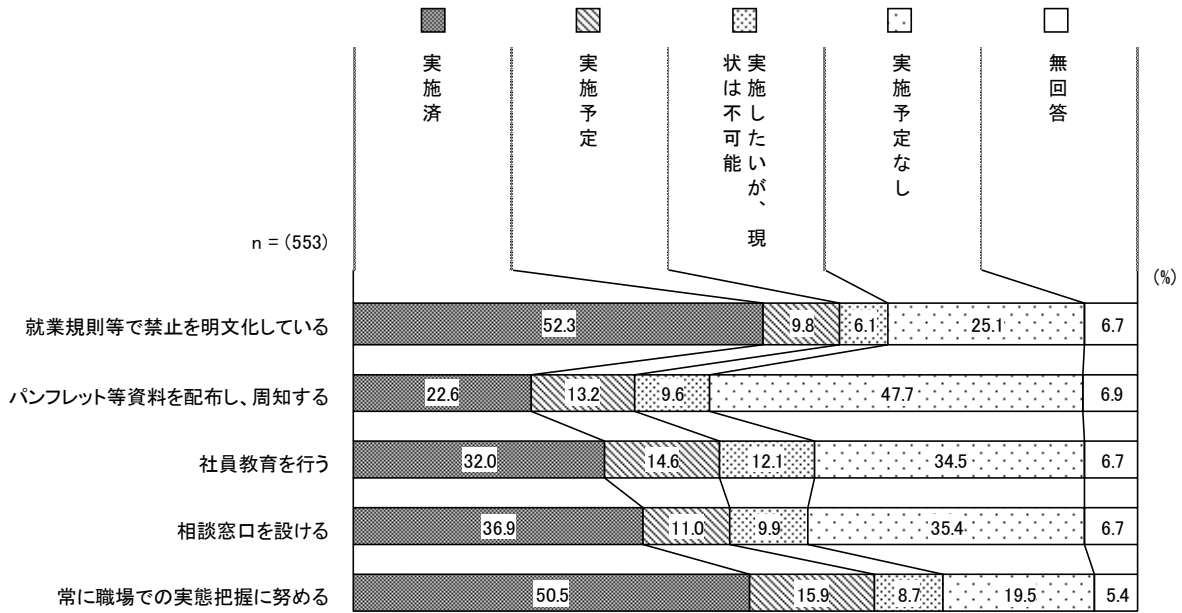 実施済
実施予定
実施したいが、現
状は不可能
実施予定なし
無回答
n = (553)
(%)
就業規則等で禁止を明文化している
52.3
9.8
6.1
25.1
6.7
パンフレット等資料を配布し、周知する
22.6
13.2
9.6
47.7
6.9
社員教育を行う
32.0
14.6
12.1
34.5
6.7
相談窓口を設ける
36.9
11.0
9.9
35.4
6.7
常に職場での実態把握に努める
50.5
15.9
8.7
19.5
5.4